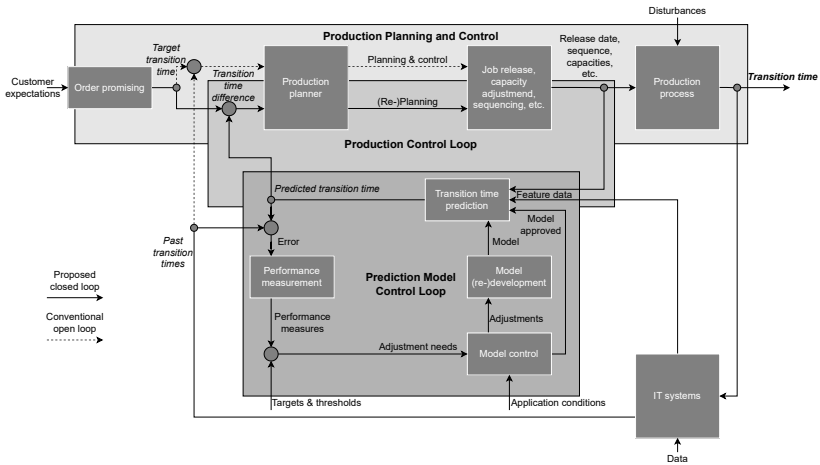 Disturbances
Production Planning and Control
Release date,
sequence,
capacities,
etc.
Target
transition
time
Customer
expectations
Order promising
Transition
time
difference
Production
planner
Planning & control
(Re-)Planning
Job release,
capacity
adjustmend,
sequencing, etc.
Production
process
Transition time
Production Control Loop
Predicted transition time
Transition time
prediction
Feature data
Model
approved
Past
transition
times
Error
Model
Performance
measurement
Prediction Model
Control Loop
Model
(re-)development
Proposed
closed loop
Conventional
open loop
Performance
measures
Adjustments
Adjustment needs
Model control
IT systems
Targets & thresholds
Application conditions
Data